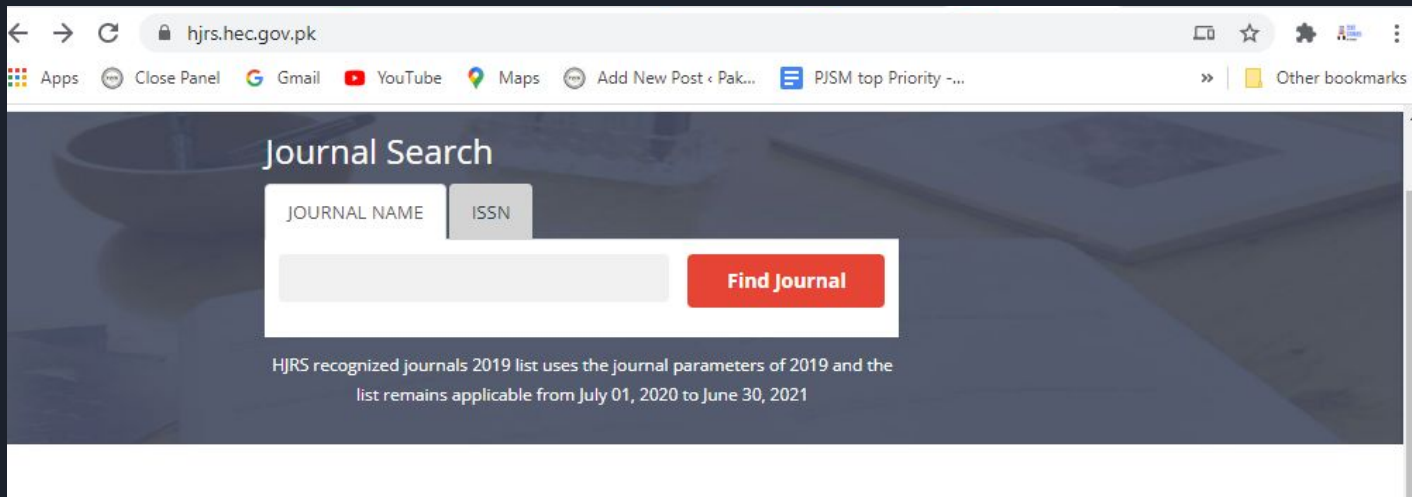 hjrs.hec.gov.pk
Apps Close Panel Gmail YouTube Maps Add New Post ‹ Pak... PJSM top Priority -... » Other bookmarks
Journal Search
JOURNAL NAME ISSN
Find Journal
HJRS recognized journals 2019 list uses the journal parameters of 2019 and the
list remains applicable from July 01, 2020 to June 30, 2021